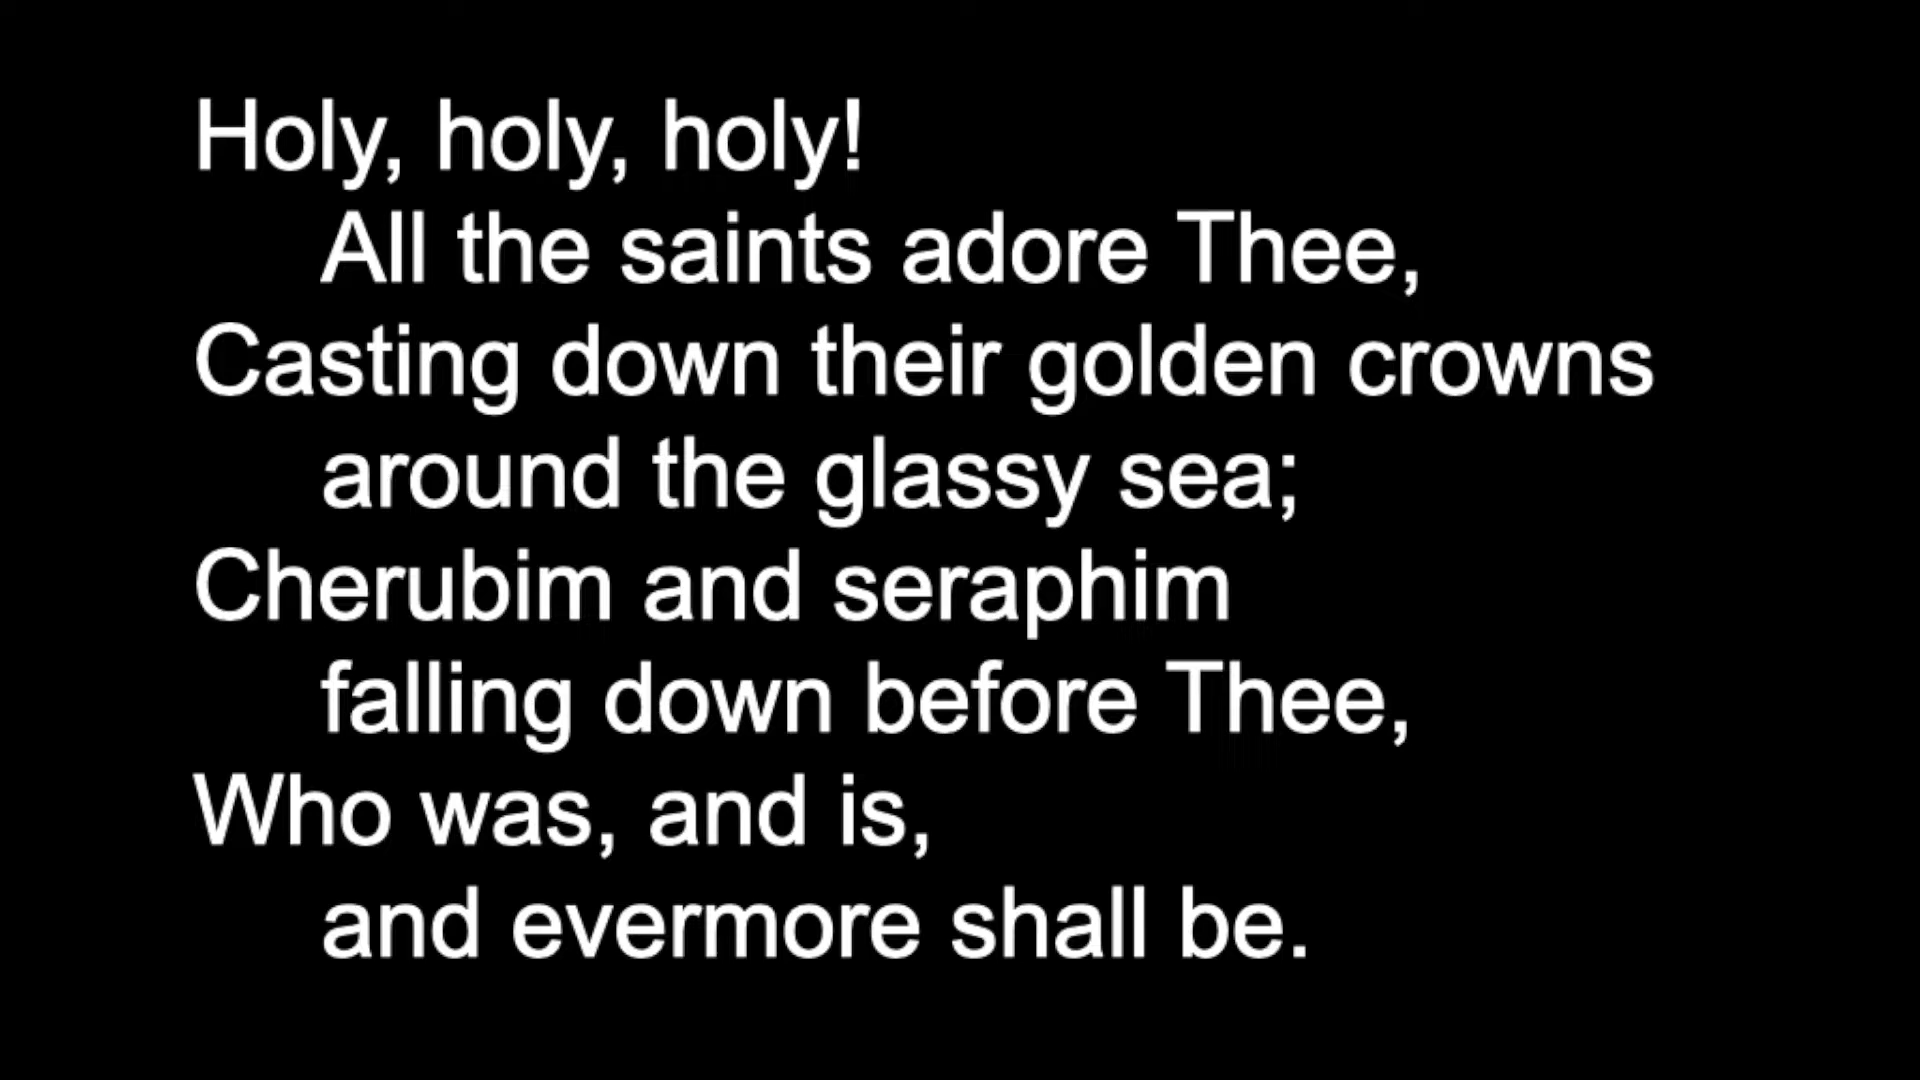 Holy, holy, holy!
All the saints adore Thee,
Casting down their golden crowns
around the glassy sea;
Cherubim and seraphim
falling down before Thee,
Who was, and is,
and evermore shall be.